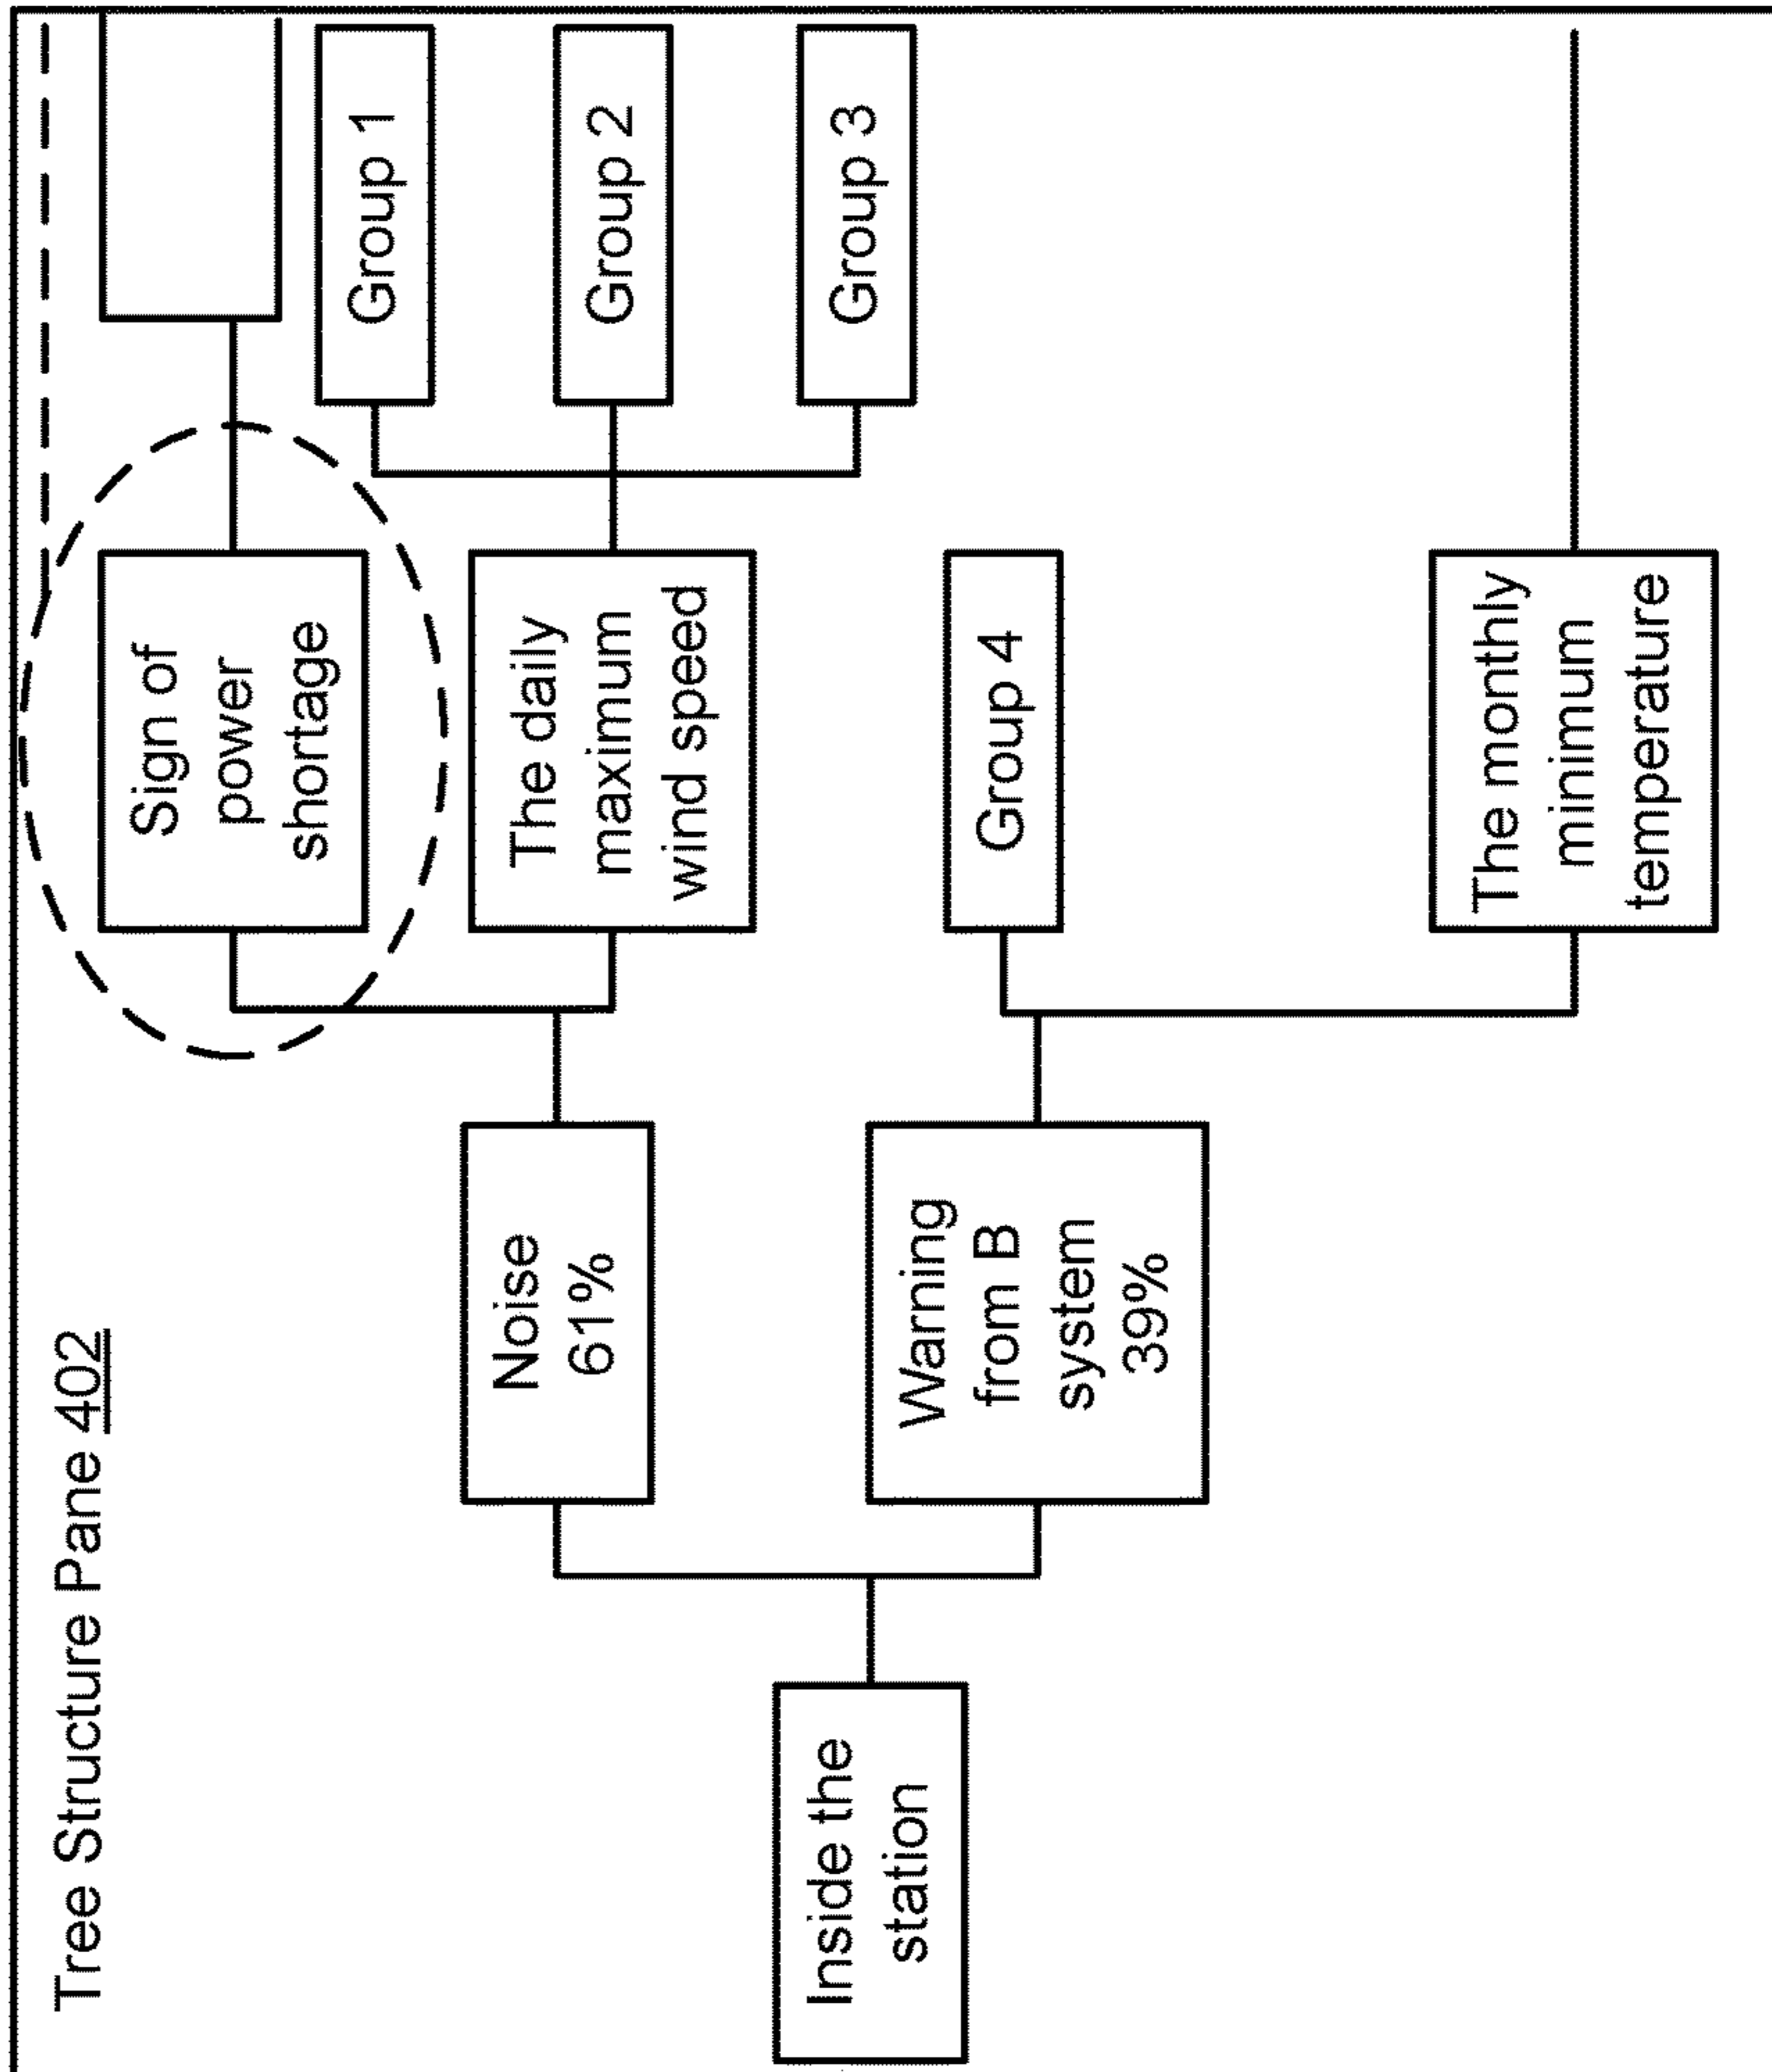 Tree Structure Pane 402
Inside the
station
Noise
61%
Warning
from B
system
39%
Sign of
power
shortage
The daily
maximum
wind speed
Group 4
The monthly
minimum
temperature
Group 1
Group 2
Group 3